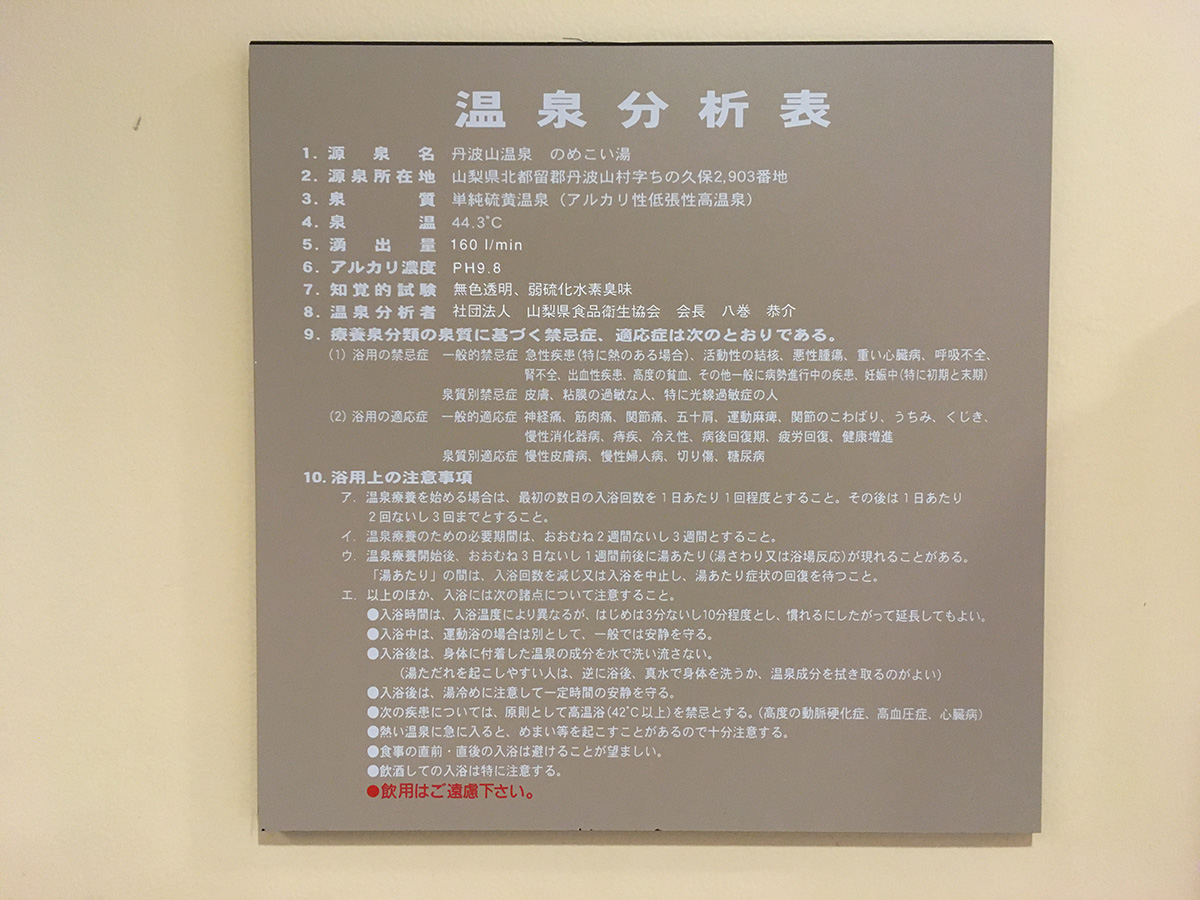 温泉分析表
1. 源泉名 丹波山温泉 のめこい湯
2. 源泉所在地 山梨県北都留郡丹波山村字ちの久保2,903番地
3. 泉質 単純硫黄温泉（アルカリ性低張性高温泉）
4. 泉温 44.3°C
5. 湧出量 160 l/min
6. アルカリ濃度 PH9.8
7. 知覚的試験 無色透明、弱硫化水素臭味
8. 温泉分析者 社団法人 山梨県食品衛生協会 会長 八巻 恭介
9. 療養泉分類の泉質に基づく禁忌症、適応症は次のとおりである。
(1) 浴用の禁忌症 一般的禁忌症 急性疾患(特に熱のある場合)、活動性の結核、悪性腫瘍、重い心臓病、呼吸不全、
腎不全、出血性疾患、高度の貧血、その他一般に病勢進行中の疾患、妊娠中(特に初期と末期)
泉質別禁忌症 皮膚、粘膜の過敏な人、特に光線過敏症の人
(2) 浴用の適応症 一般的適応症 神経痛、筋肉痛、関節痛、五十肩、運動麻痺、関節のこわばり、うちみ、くじき、
慢性消化器病、痔疾、冷え性、病後回復期、疲労回復、健康増進
泉質別適応症 慢性皮膚病、慢性婦人病、切り傷、糖尿病
10. 浴用上の注意事項
ア. 温泉療養を始める場合は、最初の数日の入浴回数を1日あたり1回程度とすること。その後は1日あたり
2回ないし3回までとすること。
イ. 温泉療養のための必要期間は、おおむね2週間ないし3週間とすること。
ウ. 温泉療養開始後、おおむね3日ないし1週間前後に湯あたり(湯さわり又は浴場反応)が現れることがある。
「湯あたり」の間は、入浴回数を減じ又は入浴を中止し、湯あたり症状の回復を待つこと。
エ. 以上のほか、入浴には次の諸点について注意すること。
●入浴時間は、入浴温度により異なるが、はじめは3分ないし10分程度とし、慣れるにしたがって延長してもよい。
●入浴中は、運動浴の場合は別として、一般では安静を守る。
●入浴後は、身体に付着した温泉の成分を水で洗い流さない。
(湯ただれを起こしやすい人は、逆に浴後、真水で身体を洗うか、温泉成分を拭き取るのがよい)
●入浴後は、湯冷めに注意して一定時間の安静を守る。
●次の疾患については、原則として高温浴(42°C以上)を禁忌とする。(高度の動脈硬化症、高血圧症、心臓病)
●熱い温泉に急に入ると、めまい等を起こすことがあるので十分注意する。
●食事の直前・直後の入浴は避けることが望ましい。
●飲酒しての入浴は特に注意する。
●飲用はご遠慮下さい。